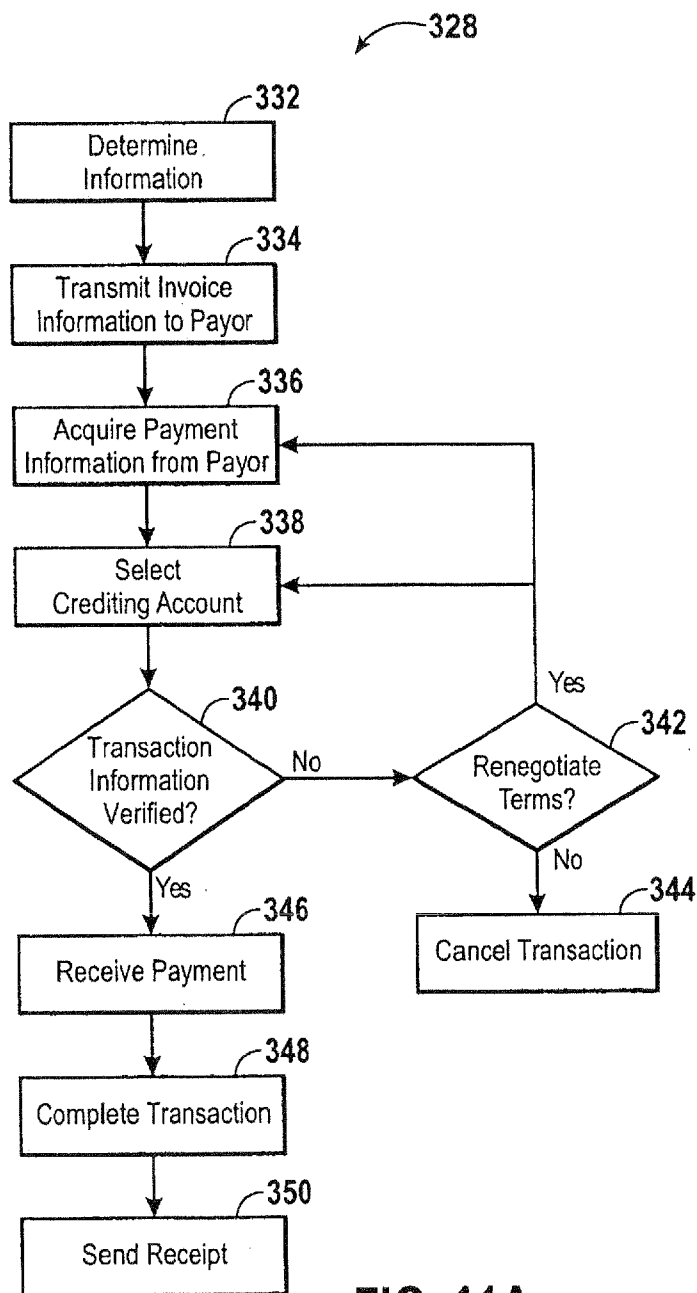 328
332
Determine
Information
334
Transmit Invoice
Information to Payor
336
Acquire Payment
Information from Payor
338
Select
Crediting Account
340
Transaction
Information
Verified?
No
Yes
342
Renegotiate
Terms?
Yes
No
344
Cancel Transaction
346
Receive Payment
348
Complete Transaction
350
Send Receipt
FIG. 11A